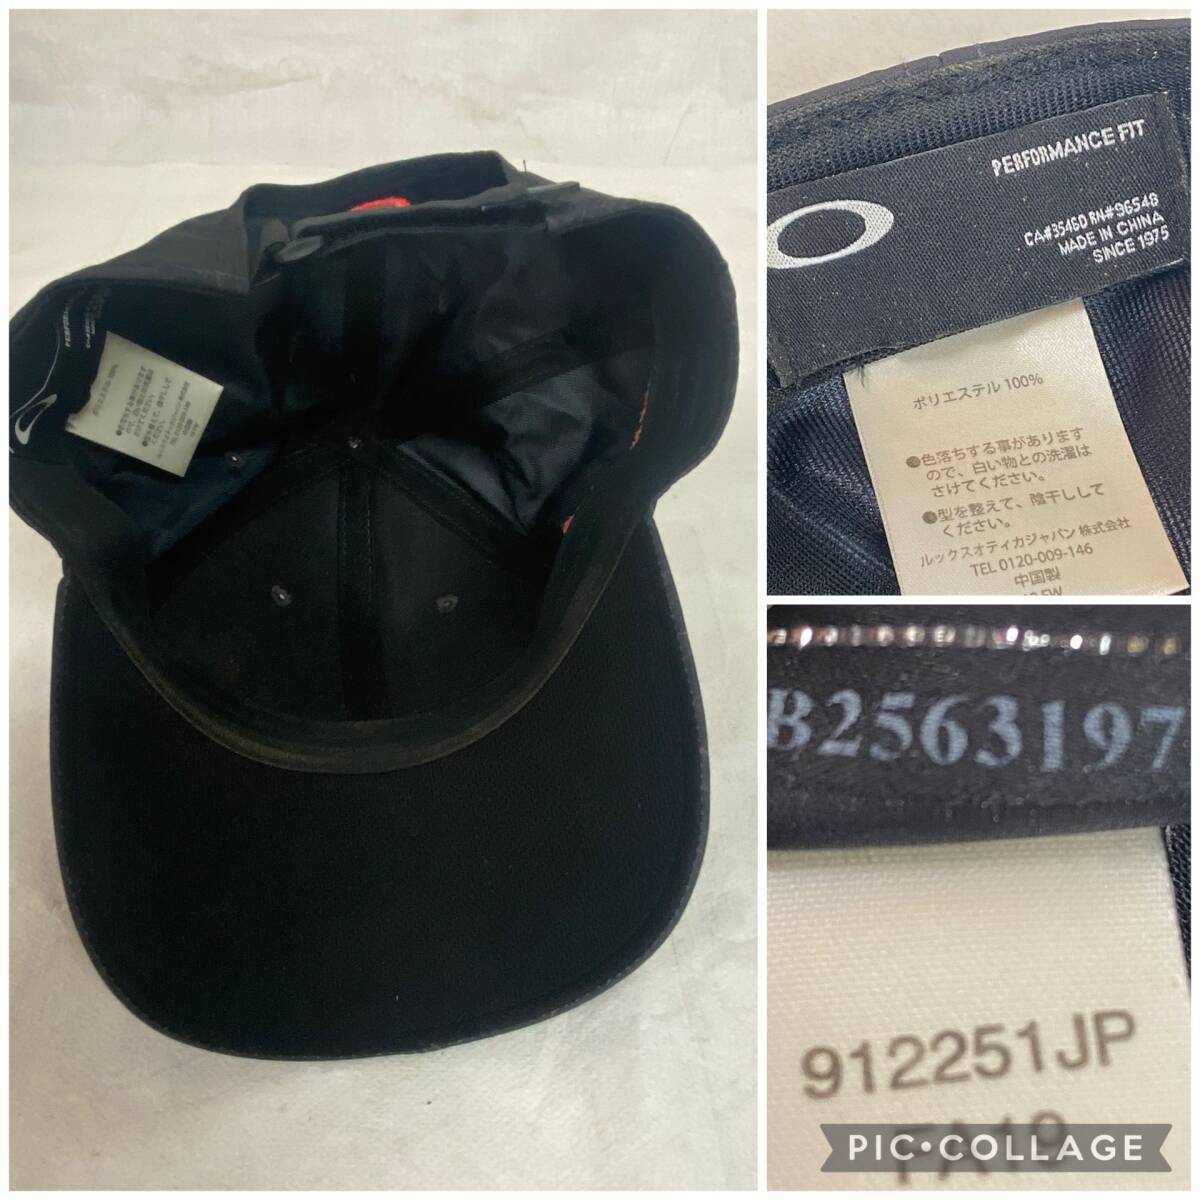 PERFORMANCE FIT
CA#35460 RN#96548
MADE IN CHINA
SINCE 1975
ポリエステル 100%
●色落ちする事があります
ので、白い物との洗濯は
さけてください。
●型を整えて、陰干しして
ください。
ルックスオティカジャパン 株式会社
TEL 0120-009-146
中国製
B2563197
912251JP
FA19
PIC•COLLAGE